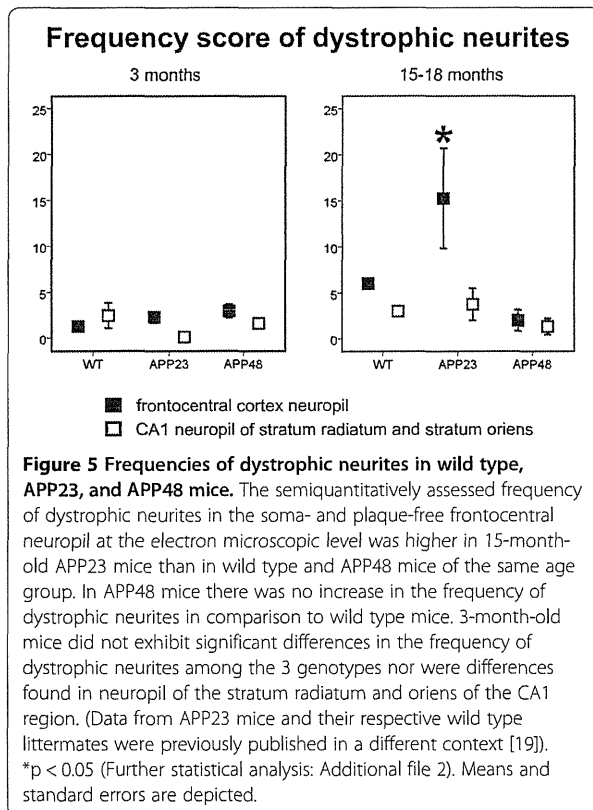 Frequency score of dystrophic neurites
3 months 15-18 months
25 25
20 20
* 
15 15
10 10
5 5
0 0
WT APP23 APP48 WT APP23 APP48
frontocentral cortex neuropil
CA1 neuropil of stratum radiatum and stratum oriens
Figure 5 Frequencies of dystrophic neurites in wild type,
APP23, and APP48 mice. The semiquantitatively assessed frequency
of dystrophic neurites in the soma- and plaque-free frontocentral
neuropil at the electron microscopic level was higher in 15-month-
old APP23 mice than in wild type and APP48 mice of the same age
group. In APP48 mice there was no increase in the frequency of
dystrophic neurites in comparison to wild type mice. 3-month-old
mice did not exhibit significant differences in the frequency of
dystrophic neurites among the 3 genotypes nor were differences
found in neuropil of the stratum radiatum and oriens of the CA1
region. (Data from APP23 mice and their respective wild type
littermates were previously published in a different context [19]).
*p < 0.05 (Further statistical analysis: Additional file 2). Means and
standard errors are depicted.